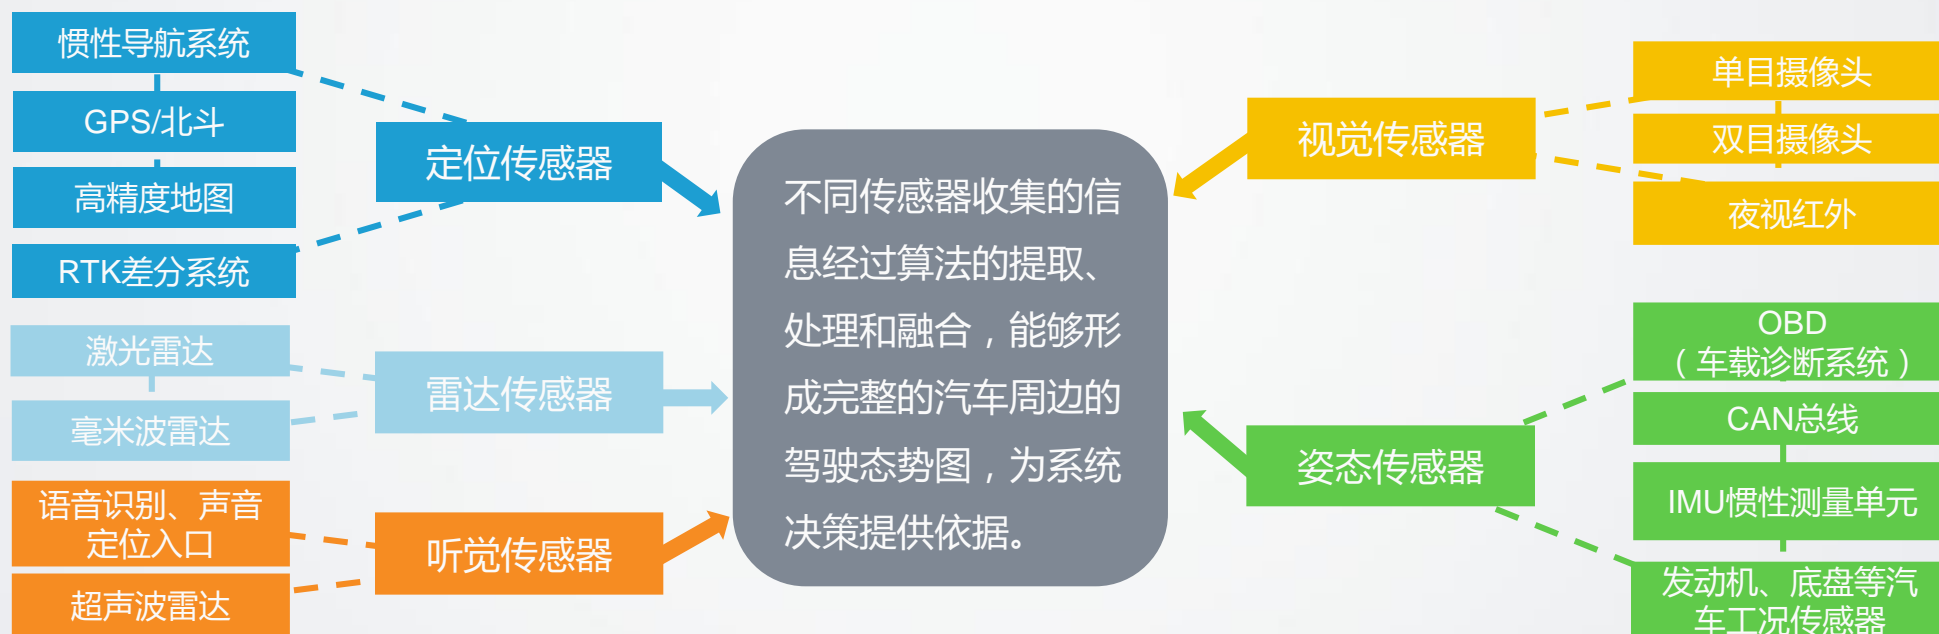 惯性导航系统
GPS/北斗
高精度地图
RTK差分系统
定位传感器
激光雷达
毫米波雷达
雷达传感器
语音识别、声音
定位入口
超声波雷达
听觉传感器
不同传感器收集的信
息经过算法的提取、
处理和融合，能够形
成完整的汽车周边的
驾驶态势图，为系统
决策提供依据。
视觉传感器
单目摄像头
双目摄像头
夜视红外
姿态传感器
OBD
（车载诊断系统）
CAN总线
IMU惯性测量单元
发动机、底盘等汽
车工况传感器